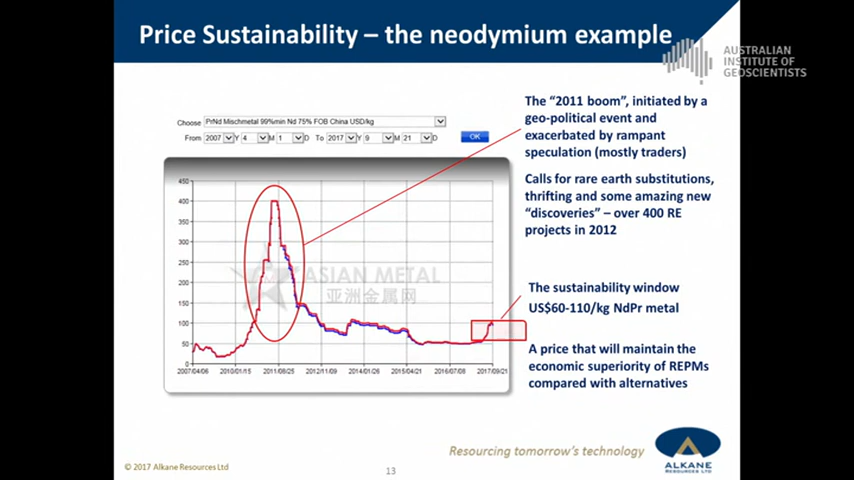 Price Sustainability – the neodymium example
AUSTRALIAN
INSTITUTE OF
GEOSCIENTISTS
The “2011 boom”, initiated by a
geo-political event and
exacerbated by rampant
speculation (mostly traders)
Calls for rare earth substitutions,
thrifting and some amazing new
“discoveries” – over 400 RE
projects in 2012
The sustainability window
US$60-110/kg NdPr metal
A price that will maintain the
economic superiority of REPMs
compared with alternatives
Choose PrNd Mischmetal 99%min Nd 75% FOB China USD/kg
From 2007 Y 4 M 1 D To 2017 Y 9 M 21 D OK
450
400
350
300
250
200
150
100
50
0
ASIAN METAL
亚洲金属网
2007/04/06 2010/01/15 2011/08/25 2012/11/09 2014/01/26 2015/04/21 2016/07/08 2017/09/21
Resourcing tomorrow’s technology
ALKANE
RESOURCES LTD
© 2017 Alkane Resources Ltd
13